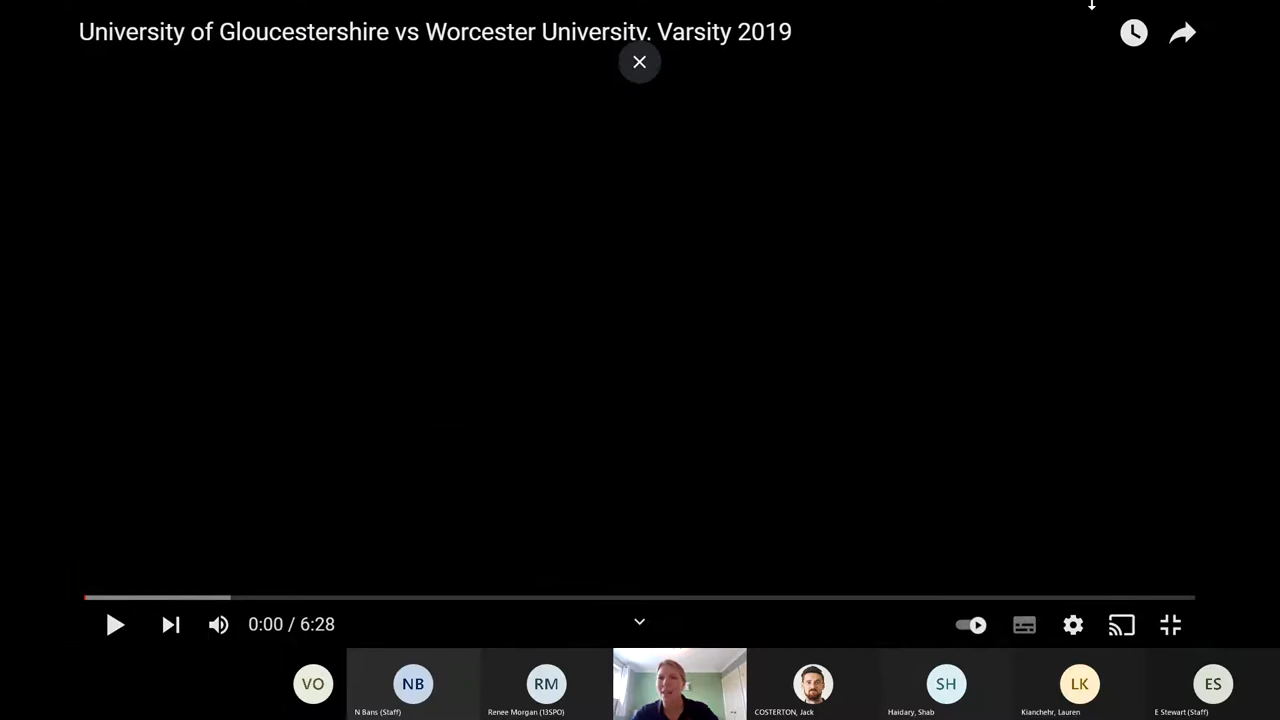 University of Gloucestershire vs Worcester University. Varsity 2019
0:00 / 6:28
VO
NB
RM
SH
LK
ES
N Bans (Staff)
Renee Morgan (13SPO)
COSTERTON, Jack
Haidary, Shab
Kianchehr, Lauren
E Stewart (Staff)